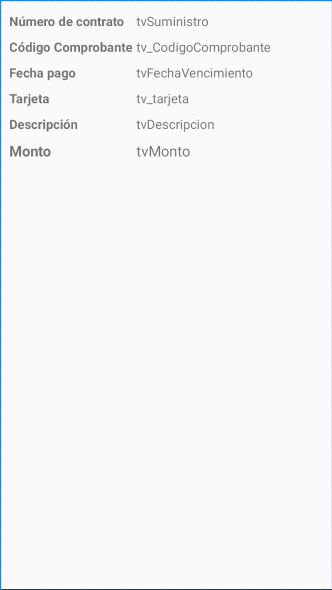 Número de contrato tvSuministro
Código Comprobante tv_CodigoComprobante
Fecha pago tvFechaVencimiento
Tarjeta tv_tarjeta
Descripción tvDescripcion
Monto tvMonto